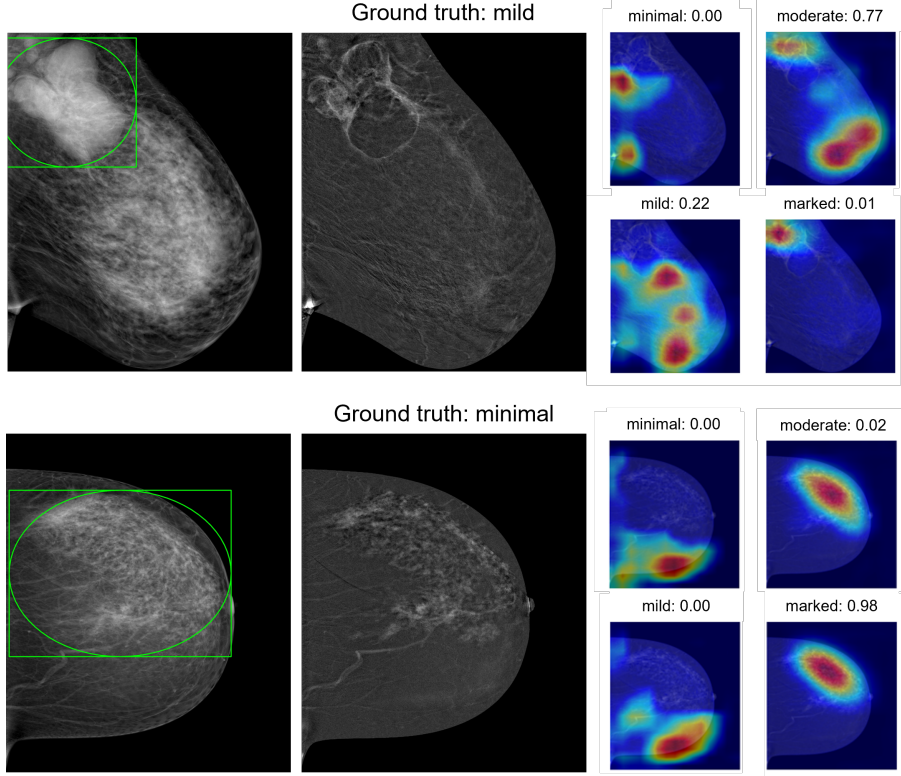 Ground truth: mild
minimal: 0.00
moderate: 0.77
mild: 0.22
marked: 0.01
Ground truth: minimal
minimal: 0.00
moderate: 0.02
mild: 0.00
marked: 0.98